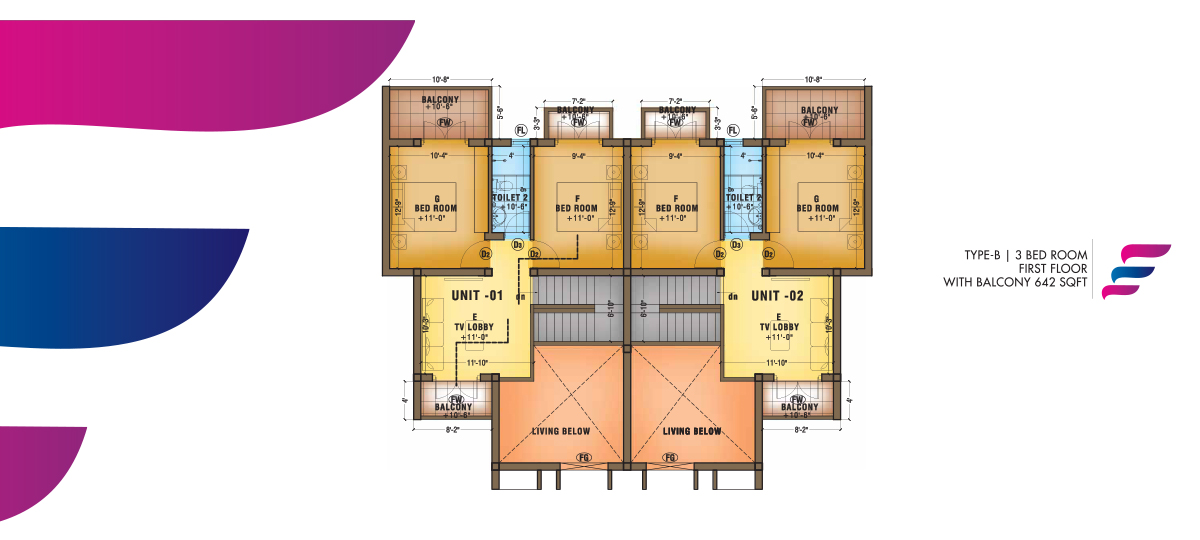 10'-8" 10'-8"
7'-2" 7'-2"
BALCONY BALCONY BALCONY BALCONY
+10'-6" +10'-6" +10'-6" +10'-6"
5'-6" 5'-6"
3'-3" 3'-3"
FW FW FW FW
FL FL
10'-4" 4' 9'-4" 9'-4" 4' 10'-4"
12'-9" 12'-9" 12'-9" 12'-9"
G F F G
BED ROOM TOILET 2 BED ROOM BED ROOM TOILET 2 BED ROOM
+11'-0" +10'-6" +11'-0" +11'-0" +10'-6" +11'-0"
D2 D3 D2 D2 D3 D2
UNIT -01 dn dn UNIT -02
6'-10" 6'-10"
10'-3" 10'-3"
E E
TV LOBBY TV LOBBY
+11'-0" +11'-0"
11'-10" 11'-10"
4' 4'
FW FW
BALCONY BALCONY
+10'-6" +10'-6"
8'-2" 8'-2"
LIVING BELOW LIVING BELOW
FG FG
TYPE-B | 3 BED ROOM
FIRST FLOOR
WITH BALCONY 642 SQFT